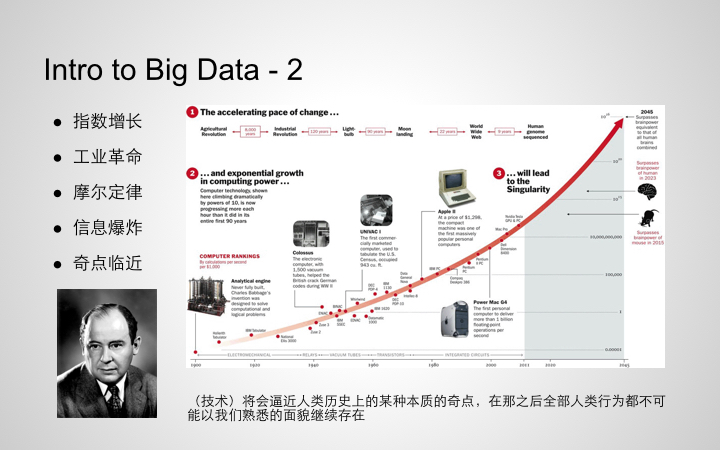 Intro to Big Data - 2
● 指数增长
● 工业革命
● 摩尔定律
● 信息爆炸
● 奇点临近
1 The accelerating pace of change ...
Agricultural
Revolution
8,000
years
Industrial
Revolution
120 years
Light-
bulb
90 years
Moon
landing
22 years
World
Wide
Web
9 years
Human
genome
sequenced
2 ... and exponential growth
in computing power ...
Computer technology, shown
here climbing dramatically
by powers of 10, is now
progressing more each
hour than it did in its
entire first 90 years
COMPUTER RANKINGS
By calculations per second
per $1,000
Analytical engine
Never fully built,
Charles Babbage's
invention was
designed to solve
computational and
logical problems
Colossus
The electronic
computer, with
1,500 vacuum
tubes, helped the
British crack German
codes during WW II
UNIVAC I
The first commer-
cially marketed
computer, used to
tabulate the U.S.
Census, occupied
943 cu. ft.
Apple II
At a price of $1,298,
the compact
machine was one of
the first massively
popular personal
computers
Power Mac G4
The first personal
computer to deliver
more than 1 billion
floating-point
operations per
second
3 ... will lead
to the
Singularity
2045
Surpasses
brainpower
equivalent
to that of
all human
brains
combined
Surpasses
brainpower
of human
in 2023
Surpasses
brainpower of
mouse in 2015
10,000,000,000
100,000
1
0.00001
ELECTROMECHANICAL
RELAYS
VACUUM TUBES
TRANSISTORS
INTEGRATED CIRCUITS
1900
1920
1940
1960
1980
2000
2011
2020
2045
（技术）将会逼近人类历史上的某种本质的奇点，在那之后全部人类行为都不可
能以我们熟悉的面貌继续存在